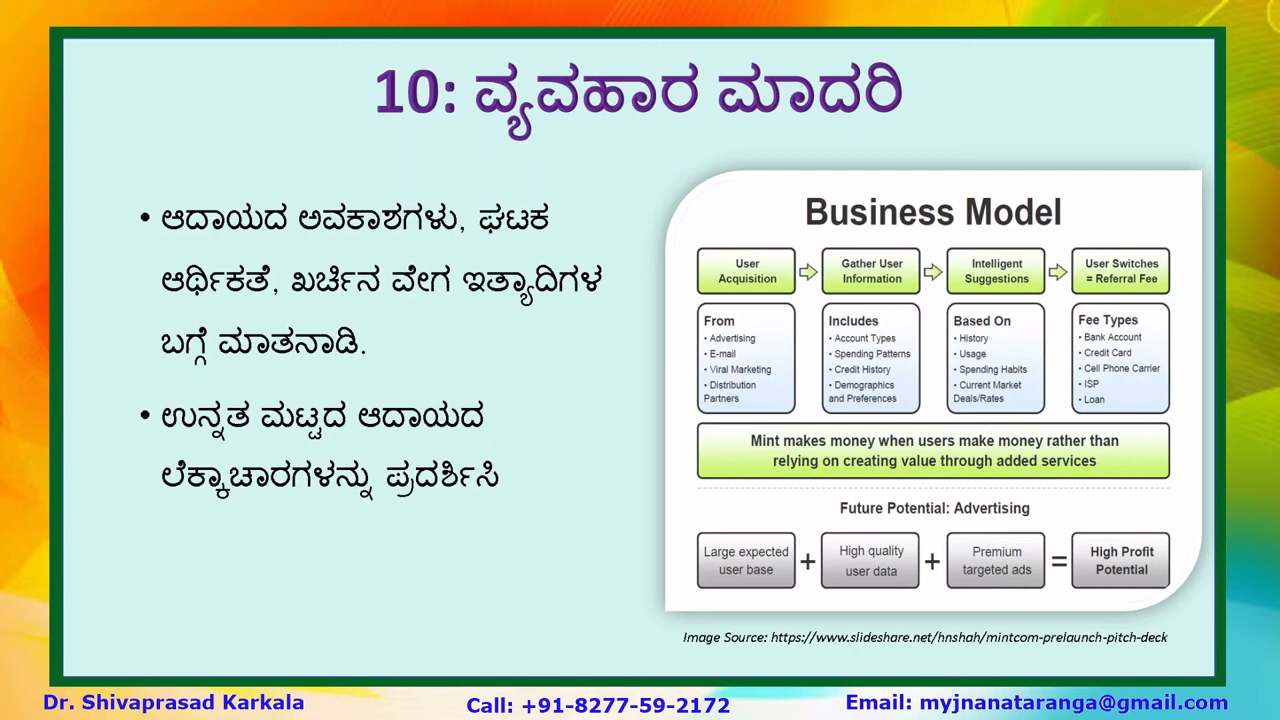 10: ವ್ಯವಹಾರ ಮಾದರಿ
• ಆದಾಯದ ಅವಕಾಶಗಳು, ಘಟಕ
ಆರ್ಥಿಕತೆ, ಖರ್ಚಿನ ವೇಗ ಇತ್ಯಾದಿಗಳ
ಬಗ್ಗೆ ಮಾತನಾಡಿ.
• ಉನ್ನತ ಮಟ್ಟದ ಆದಾಯದ
ಲೆಕ್ಕಾಚಾರಗಳನ್ನು ಪ್ರದರ್ಶಿಸಿ
Business Model
User
Acquisition
Gather User
Information
Intelligent
Suggestions
User Switches
= Referral Fee
From
• Advertising
• E-mail
• Viral Marketing
• Distribution
Partners
Includes
• Account Types
• Spending Patterns
• Credit History
• Demographics
and Preferences
Based On
• History
• Usage
• Spending Habits
• Current Market
Deals/Rates
Fee Types
• Bank Account
• Credit Card
• Cell Phone Carrier
• ISP
• Loan
Mint makes money when users make money rather than
relying on creating value through added services
Future Potential: Advertising
Large expected
user base
+
High quality
user data
+
Premium
targeted ads
=
High Profit
Potential
Image Source: https://www.slideshare.net/hnshah/mintcom-prelaunch-pitch-deck
Dr. Shivaprasad Karkala
Call: +91-8277-59-2172
Email: myjnanataranga@gmail.com